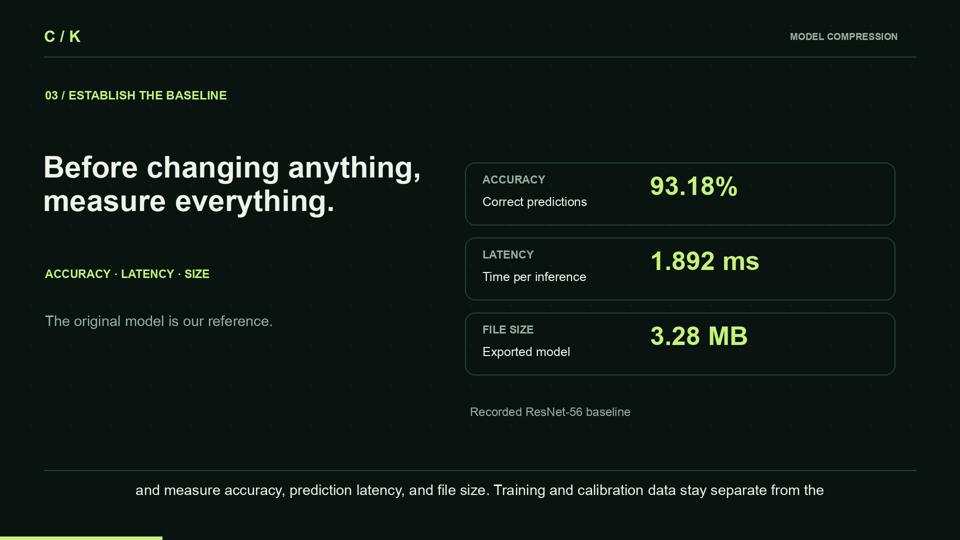 C / K
MODEL COMPRESSION
03 / ESTABLISH THE BASELINE
Before changing anything,
measure everything.
ACCURACY · LATENCY · SIZE
The original model is our reference.
ACCURACY
Correct predictions
93.18%
LATENCY
Time per inference
1.892 ms
FILE SIZE
Exported model
3.28 MB
Recorded ResNet-56 baseline
and measure accuracy, prediction latency, and file size. Training and calibration data stay separate from the